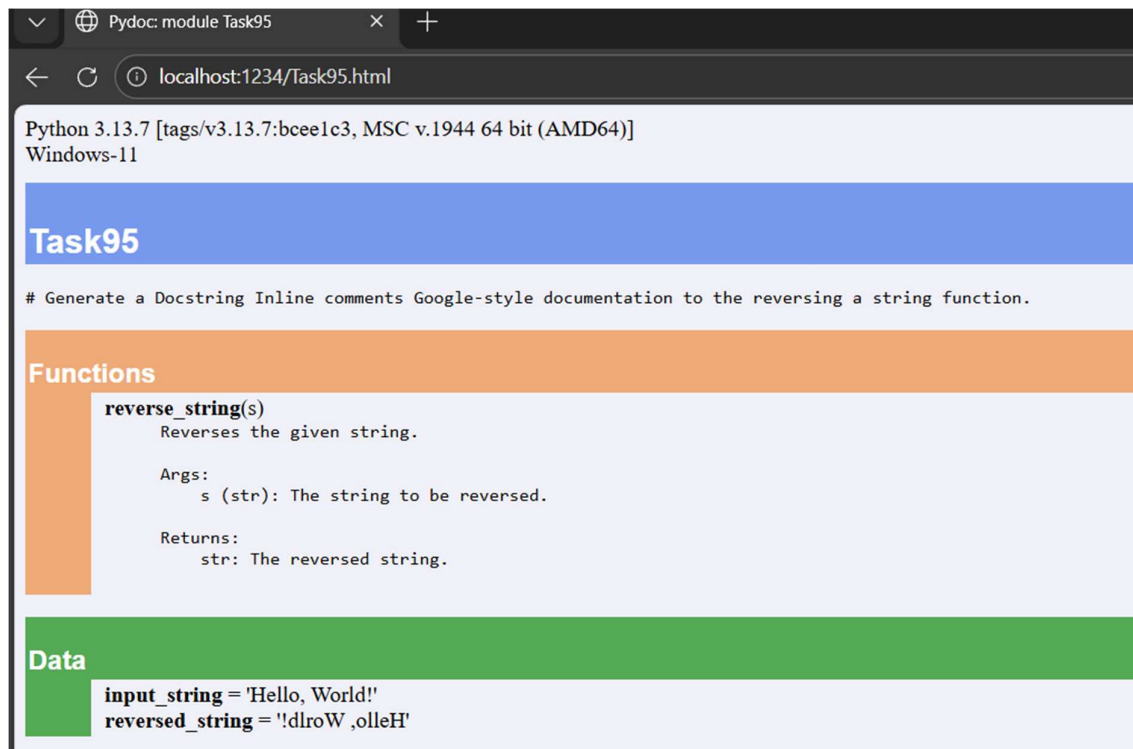 Pydoc: module Task95
localhost:1234/Task95.html
Python 3.13.7 [tags/v3.13.7:bcee1c3, MSC v.1944 64 bit (AMD64)]
Windows-11
Task95
# Generate a Docstring Inline comments Google-style documentation to the reversing a string function.
Functions
reverse_string(s)
Reverses the given string.
Args:
s (str): The string to be reversed.
Returns:
str: The reversed string.
Data
input_string = 'Hello, World!'
reversed_string = '!dlroW ,olleH'